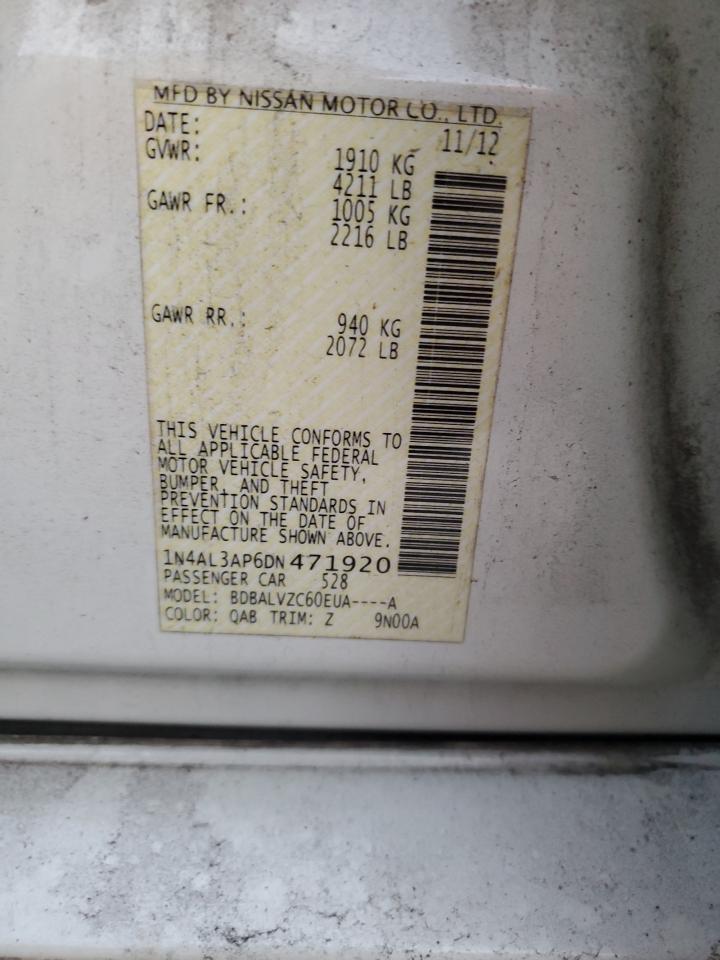 MFD BY NISSAN MOTOR CO., LTD.
DATE: 11/12
GVWR: 1910 KG
4211 LB
GAWR FR.: 1005 KG
2216 LB
GAWR RR.: 940 KG
2072 LB
THIS VEHICLE CONFORMS TO
ALL APPLICABLE FEDERAL
MOTOR VEHICLE SAFETY,
BUMPER, AND THEFT
PREVENTION STANDARDS IN
EFFECT ON THE DATE OF
MANUFACTURE SHOWN ABOVE.
1N4AL3AP6DN471920
PASSENGER CAR 528
MODEL: BDBALVZC60EUA----A
COLOR: QAB TRIM: Z 9N00A